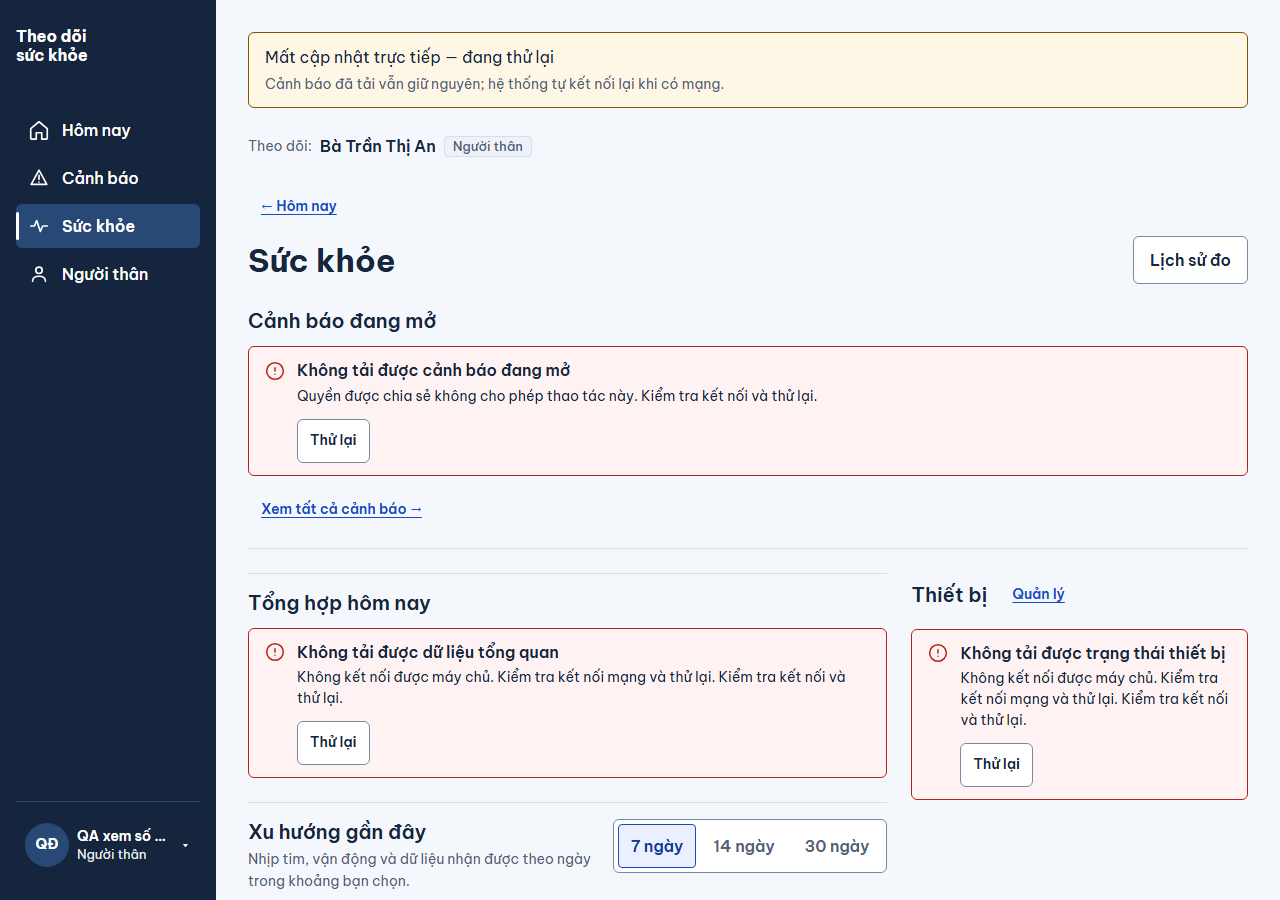 Theo dõi
sức khỏe
Hôm nay
Cảnh báo
Sức khỏe
Người thân
QĐ
QA xem số ...
Người thân
Mất cập nhật trực tiếp — đang thử lại
Cảnh báo đã tải vẫn giữ nguyên; hệ thống tự kết nối lại khi có mạng.
Theo dõi: Bà Trần Thị An Người thân
← Hôm nay
Sức khỏe
Lịch sử đo
Cảnh báo đang mở
Không tải được cảnh báo đang mở
Quyền được chia sẻ không cho phép thao tác này. Kiểm tra kết nối và thử lại.
Thử lại
Xem tất cả cảnh báo →
Tổng hợp hôm nay
Không tải được dữ liệu tổng quan
Không kết nối được máy chủ. Kiểm tra kết nối mạng và thử lại. Kiểm tra kết nối và
thử lại.
Thử lại
Thiết bị Quản lý
Không tải được trạng thái thiết bị
Không kết nối được máy chủ. Kiểm tra
kết nối mạng và thử lại. Kiểm tra kết nối
và thử lại.
Thử lại
Xu hướng gần đây
Nhịp tim, vận động và dữ liệu nhận được theo ngày
trong khoảng bạn chọn.
7 ngày 14 ngày 30 ngày